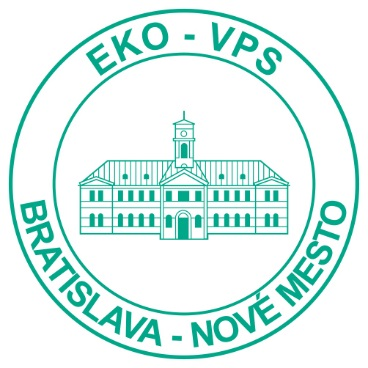 EKO - VPS
BRATISLAVA - NOVÉ MESTO